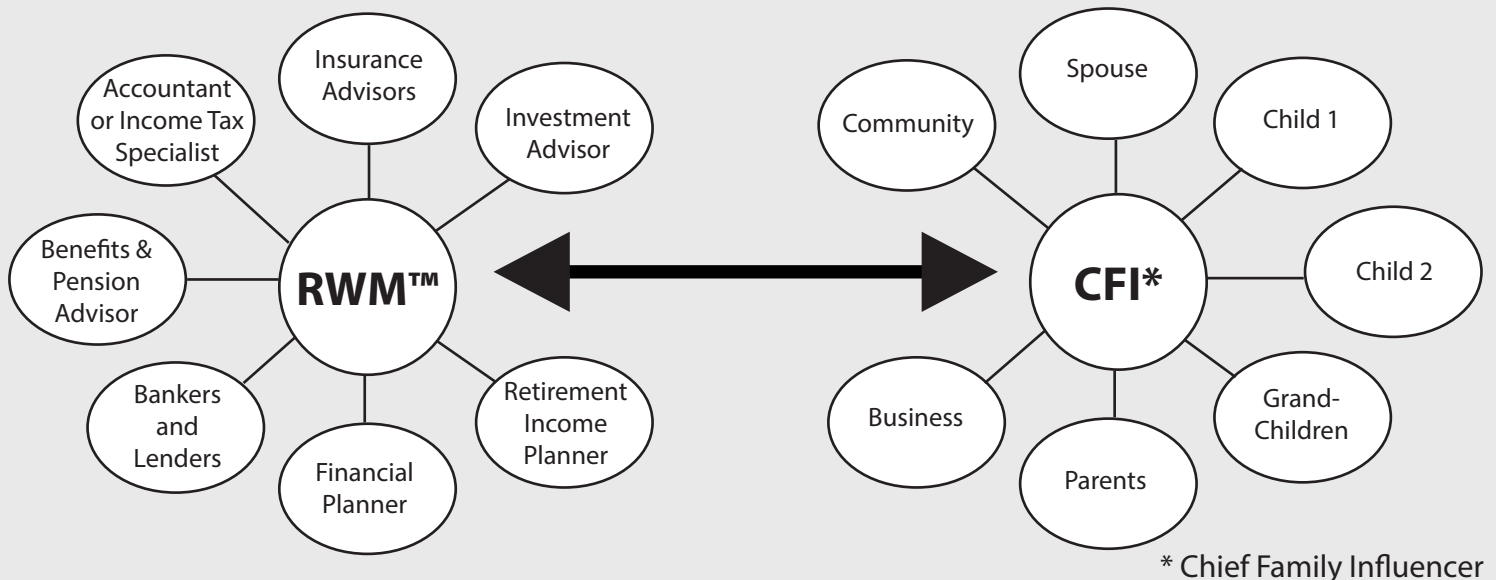 Insurance
Advisors
Accountant
or Income Tax
Specialist
Investment
Advisor
Benefits &
Pension
Advisor
RWM™
Bankers
and
Lenders
Financial
Planner
Retirement
Income
Planner
Spouse
Community
Child 1
Child 2
CFI*
Business
Parents
Grand-
Children
* Chief Family Influencer